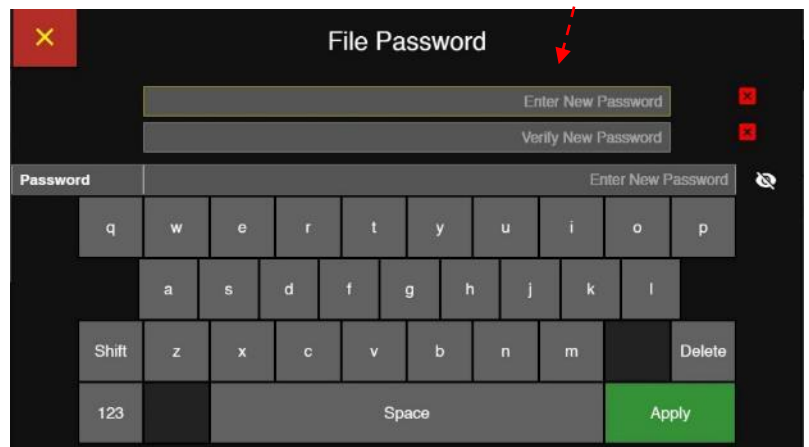 File Password
Enter New Password
Verify New Password
Password Enter New Password
q w e r t y u i o p
a s d f g h j k l
Shift z x c v b n m Delete
123 Space Apply